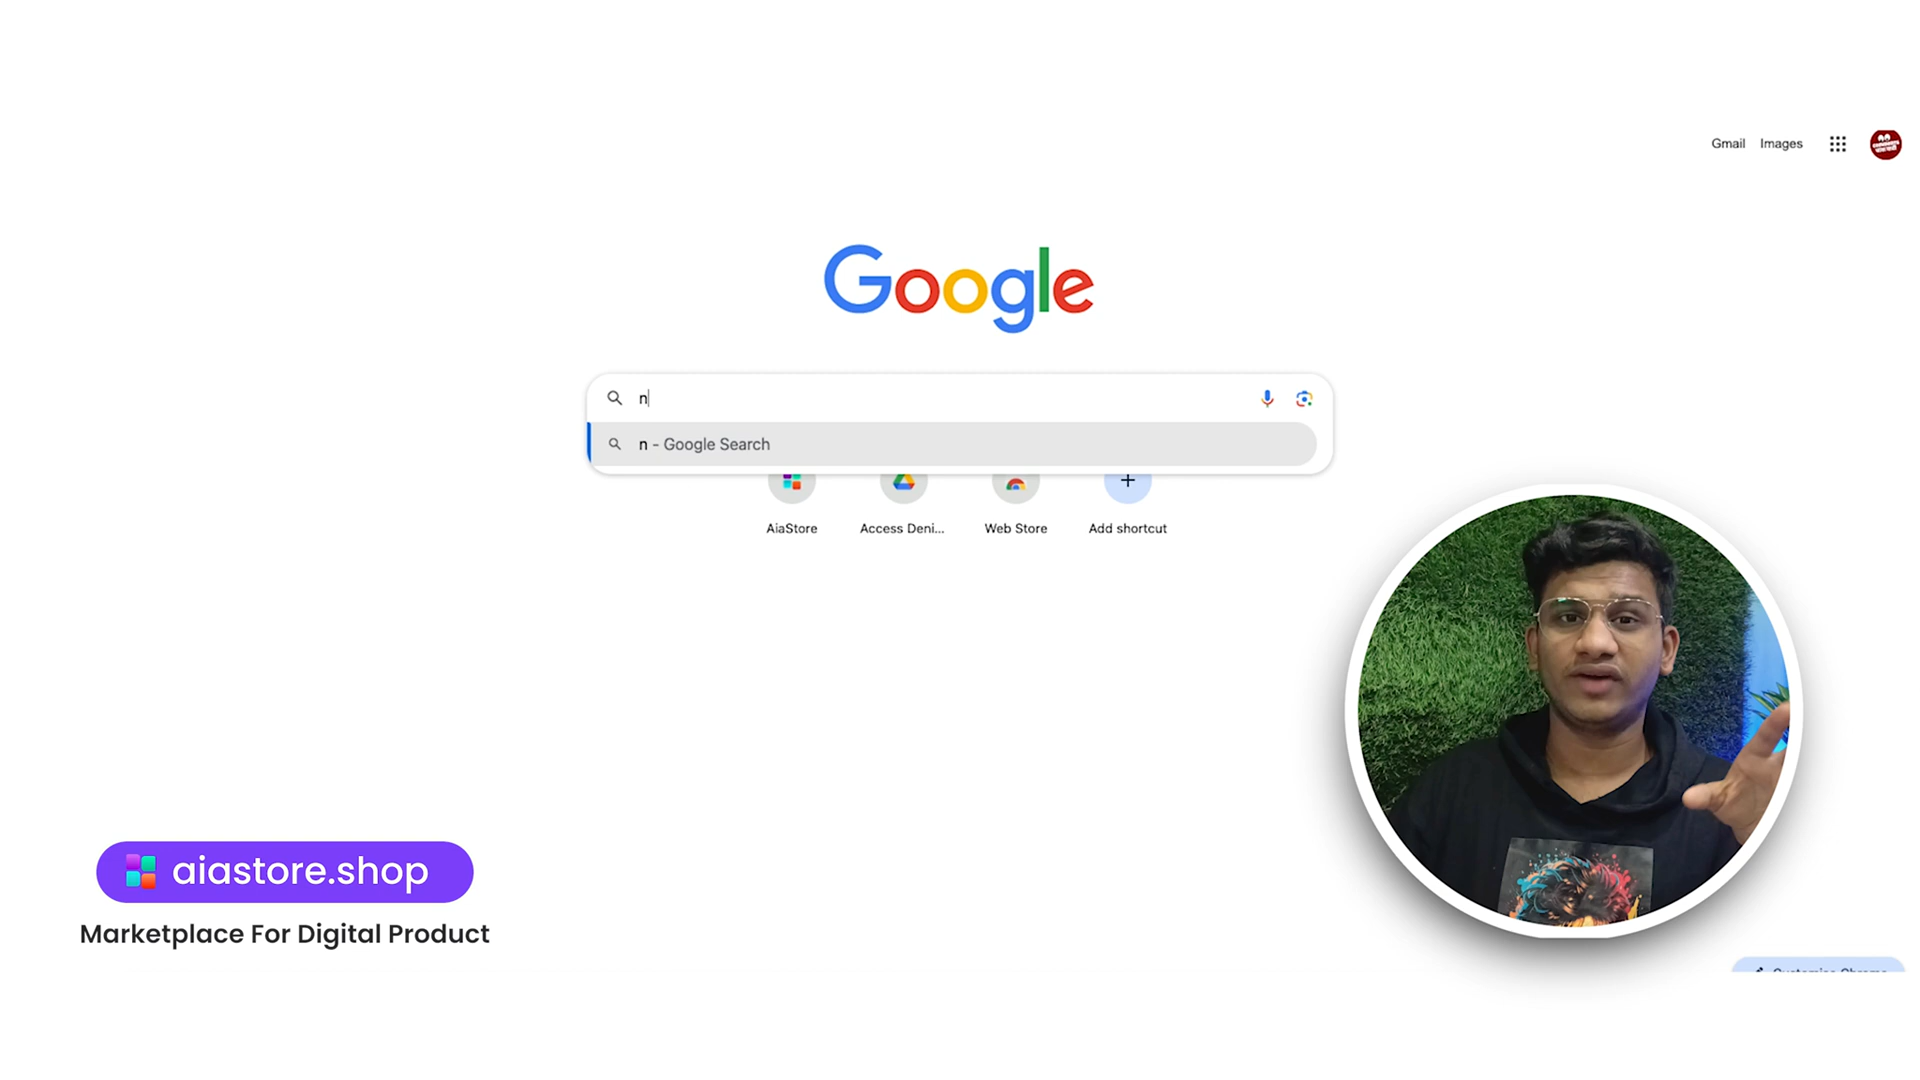 Gmail Images
Google
n
n - Google Search
AiaStore Access Deni... Web Store Add shortcut
aiastore.shop
Marketplace For Digital Product